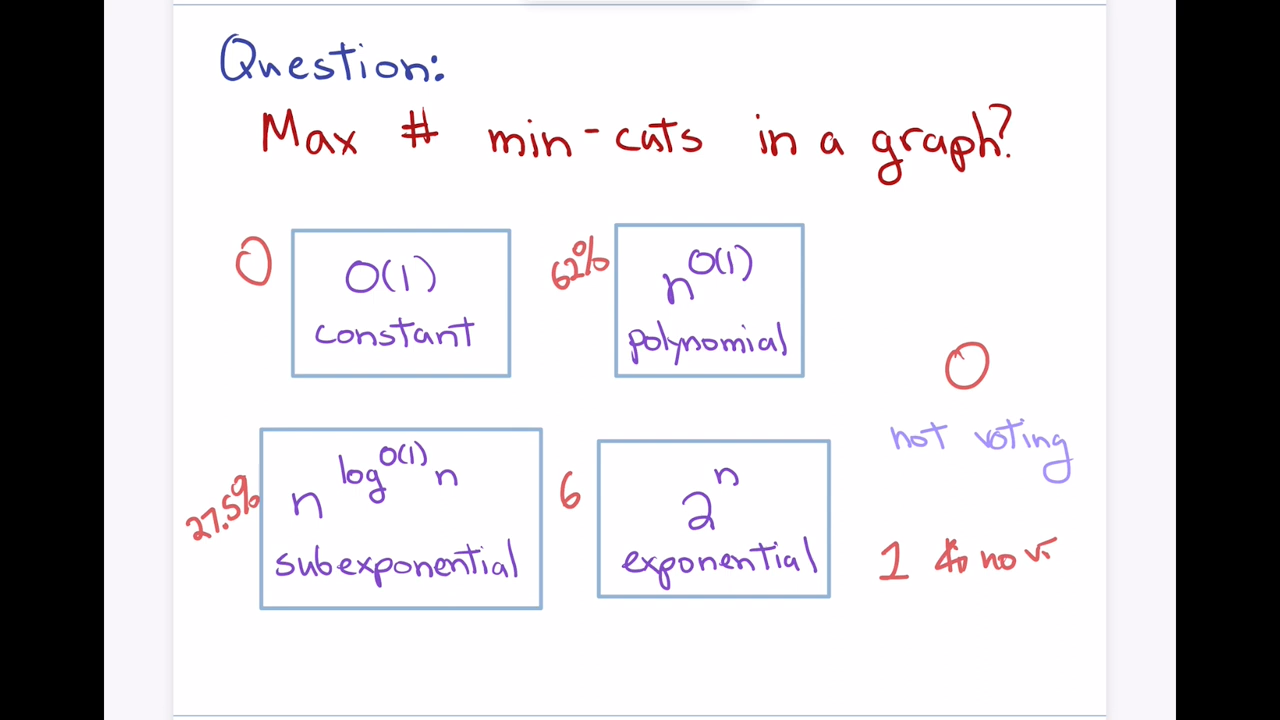 Question:
Max # min-cuts in a graph?
0
O(1)
constant
62%
n^O(1)
polynomial
0
not voting
27.5%
n^log^O(1) n
subexponential
6
2^n
exponential
1 no